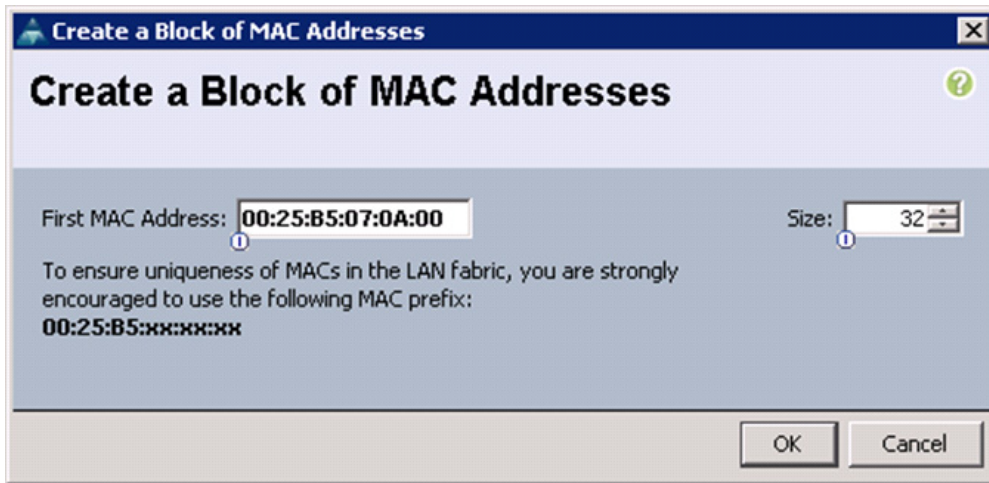 Create a Block of MAC Addresses
Create a Block of MAC Addresses
First MAC Address: 00:25:B5:07:0A:00 Size: 32
To ensure uniqueness of MACs in the LAN fabric, you are strongly
encouraged to use the following MAC prefix:
00:25:B5:xx:xx:xx
OK Cancel